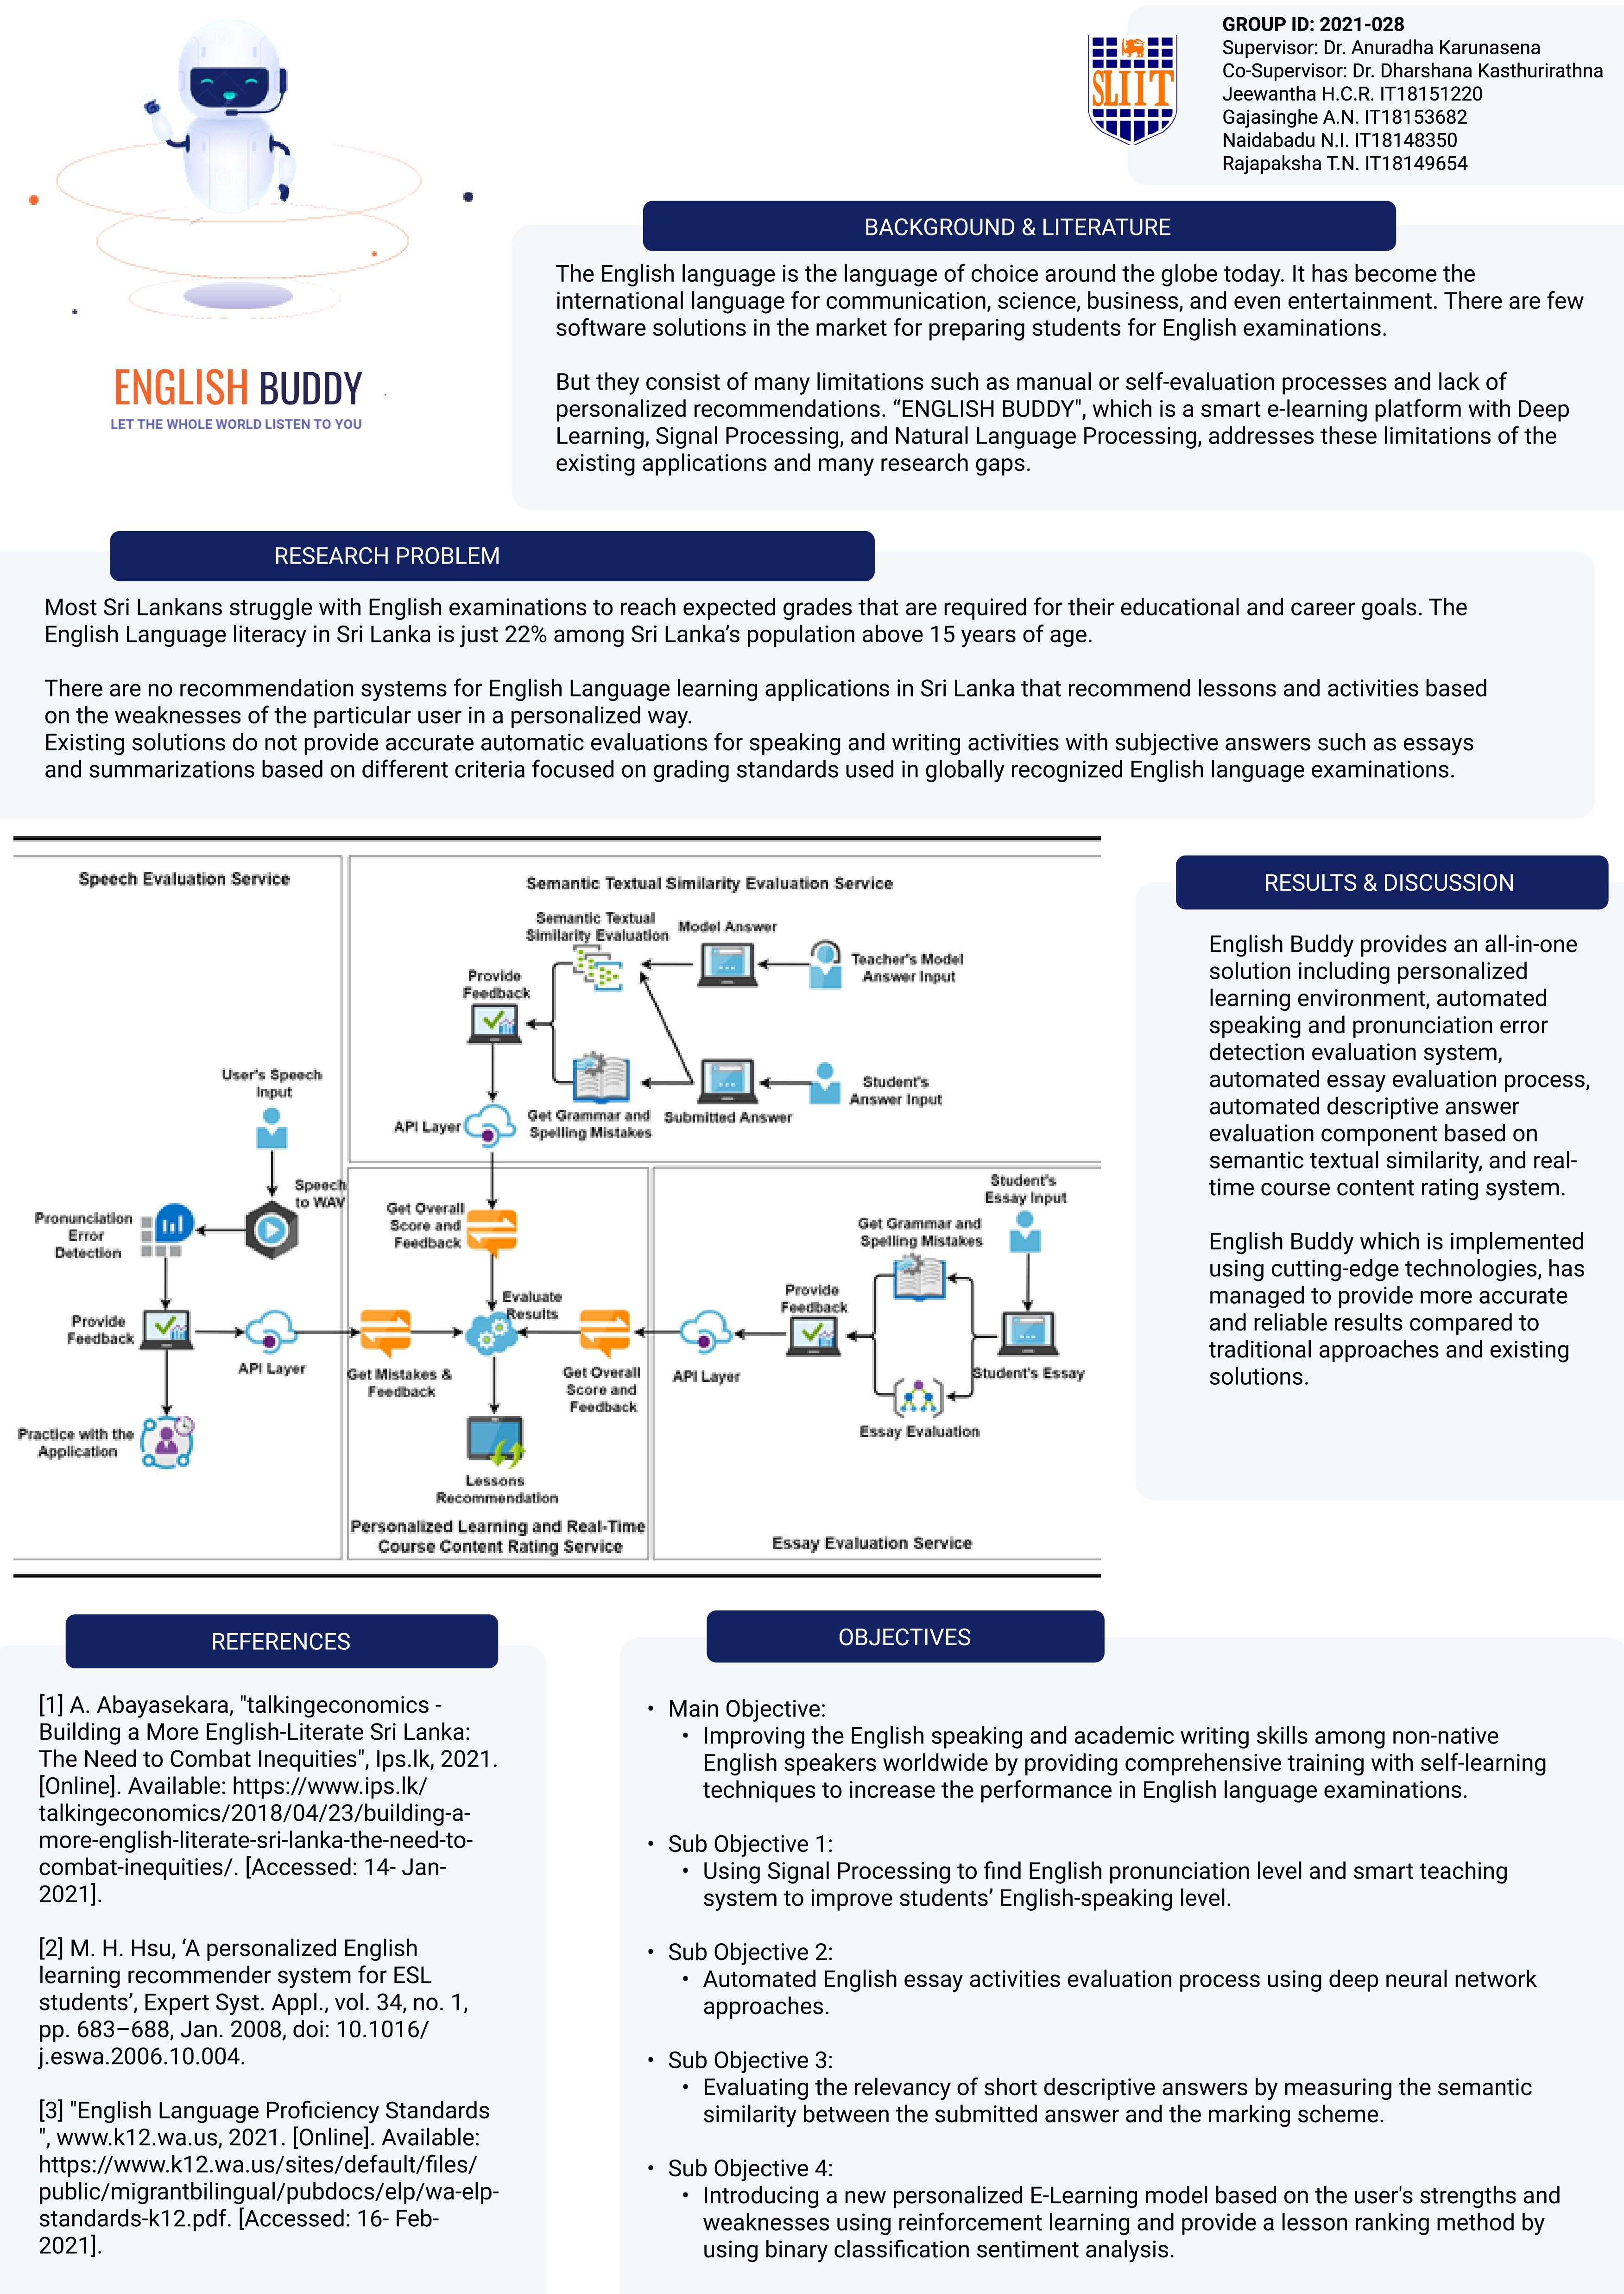 SLIIT
GROUP ID: 2021-028
Supervisor: Dr. Anuradha Karunasena
Co-Supervisor: Dr. Dharshana Kasthurirathna
Jeewantha H.C.R. IT18151220
Gajasinghe A.N. IT18153682
Naidabadu N.I. IT18148350
Rajapaksha T.N. IT18149654
ENGLISH BUDDY
LET THE WHOLE WORLD LISTEN TO YOU
BACKGROUND & LITERATURE
The English language is the language of choice around the globe today. It has become the
international language for communication, science, business, and even entertainment. There are few
software solutions in the market for preparing students for English examinations.
But they consist of many limitations such as manual or self-evaluation processes and lack of
personalized recommendations. “ENGLISH BUDDY", which is a smart e-learning platform with Deep
Learning, Signal Processing, and Natural Language Processing, addresses these limitations of the
existing applications and many research gaps.
RESEARCH PROBLEM
Most Sri Lankans struggle with English examinations to reach expected grades that are required for their educational and career goals. The
English Language literacy in Sri Lanka is just 22% among Sri Lanka’s population above 15 years of age.
There are no recommendation systems for English Language learning applications in Sri Lanka that recommend lessons and activities based
on the weaknesses of the particular user in a personalized way.
Existing solutions do not provide accurate automatic evaluations for speaking and writing activities with subjective answers such as essays
and summarizations based on different criteria focused on grading standards used in globally recognized English language examinations.
Speech Evaluation Service
User's Speech
Input
Speech
to WAV
Pronunciation
Error
Detection
Provide
Feedback
API Layer
Practice with the
Application
Semantic Textual Similarity Evaluation Service
Semantic Textual
Similarity Evaluation
Model Answer
Teacher's Model
Answer Input
Provide
Feedback
Student's
Answer Input
Submitted Answer
Get Grammar and
Spelling Mistakes
API Layer
Get Overall
Score and
Feedback
Evaluate
Results
Get Mistakes &
Feedback
Get Overall
Score and
Feedback
Lessons
Recommendation
Personalized Learning and Real-Time
Course Content Rating Service
Student's
Essay Input
Get Grammar and
Spelling Mistakes
Provide
Feedback
API Layer
Student's Essay
Essay Evaluation
Essay Evaluation Service
RESULTS & DISCUSSION
English Buddy provides an all-in-one
solution including personalized
learning environment, automated
speaking and pronunciation error
detection evaluation system,
automated essay evaluation process,
automated descriptive answer
evaluation component based on
semantic textual similarity, and real-
time course content rating system.
English Buddy which is implemented
using cutting-edge technologies, has
managed to provide more accurate
and reliable results compared to
traditional approaches and existing
solutions.
REFERENCES
[1] A. Abayasekara, "talkingeconomics -
Building a More English-Literate Sri Lanka:
The Need to Combat Inequities", Ips.lk, 2021.
[Online]. Available: https://www.ips.lk/
talkingeconomics/2018/04/23/building-a-
more-english-literate-sri-lanka-the-need-to-
combat-inequities/. [Accessed: 14- Jan-
2021].
[2] M. H. Hsu, ‘A personalized English
learning recommender system for ESL
students’, Expert Syst. Appl., vol. 34, no. 1,
pp. 683–688, Jan. 2008, doi: 10.1016/
j.eswa.2006.10.004.
[3] "English Language Proficiency Standards
", www.k12.wa.us, 2021. [Online]. Available:
https://www.k12.wa.us/sites/default/files/
public/migrantbilingual/pubdocs/elp/wa-elp-
standards-k12.pdf. [Accessed: 16- Feb-
2021].
OBJECTIVES
• Main Objective:
• Improving the English speaking and academic writing skills among non-native
English speakers worldwide by providing comprehensive training with self-learning
techniques to increase the performance in English language examinations.
• Sub Objective 1:
• Using Signal Processing to find English pronunciation level and smart teaching
system to improve students’ English-speaking level.
• Sub Objective 2:
• Automated English essay activities evaluation process using deep neural network
approaches.
• Sub Objective 3:
• Evaluating the relevancy of short descriptive answers by measuring the semantic
similarity between the submitted answer and the marking scheme.
• Sub Objective 4:
• Introducing a new personalized E-Learning model based on the user's strengths and
weaknesses using reinforcement learning and provide a lesson ranking method by
using binary classification sentiment analysis.